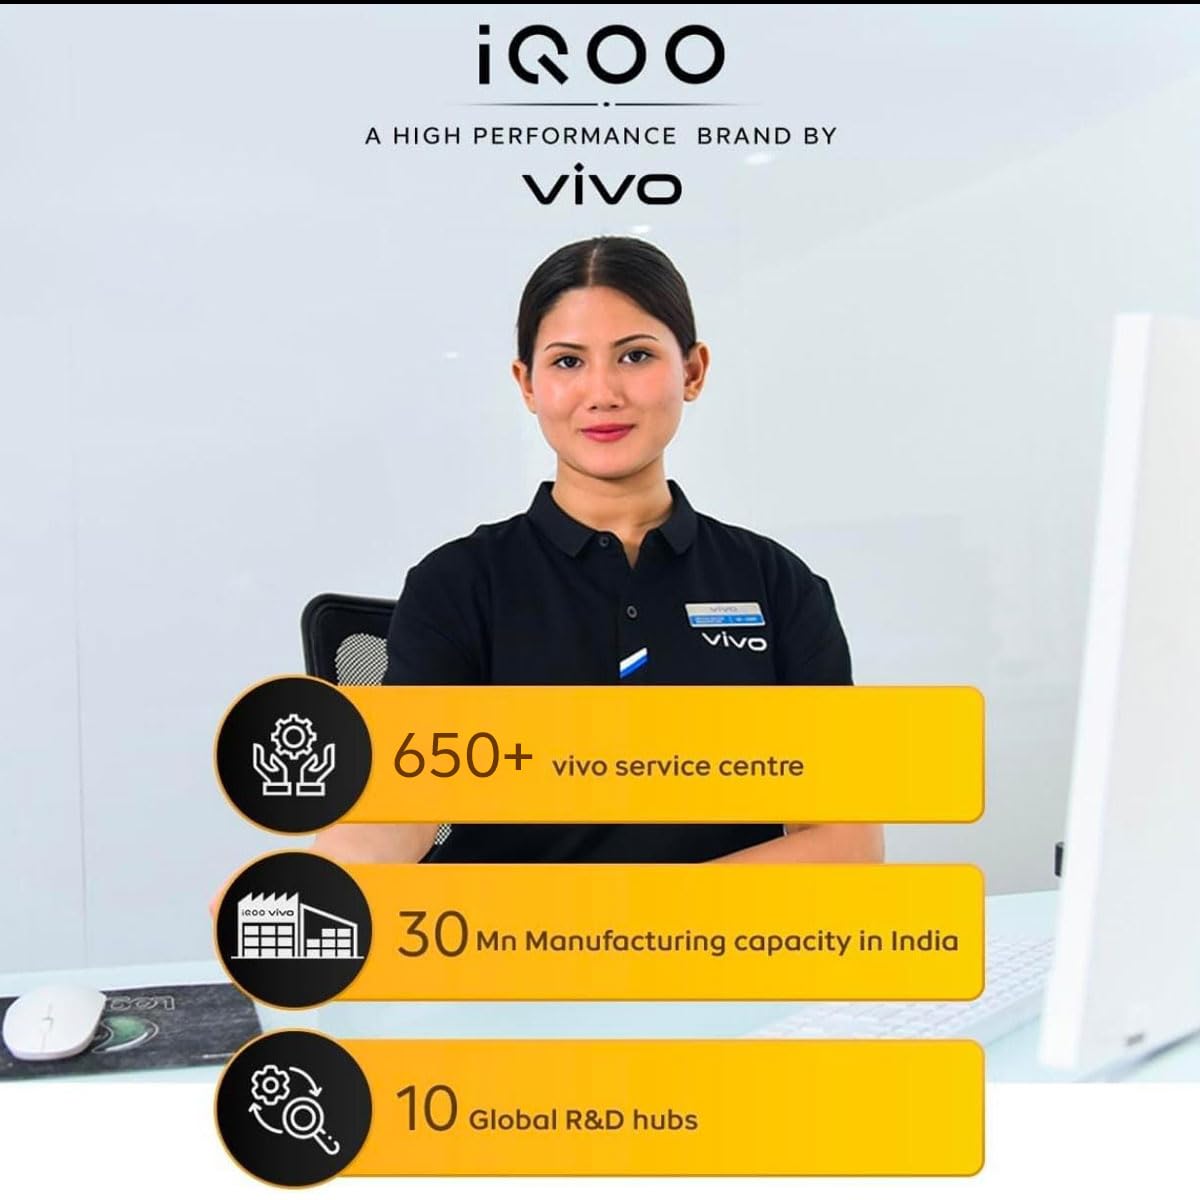 iQOO
A HIGH PERFORMANCE BRAND BY
vivo
vivo
vivo
650+ vivo service centre
iQOO vivo
30 Mn Manufacturing capacity in India
10 Global R&D hubs